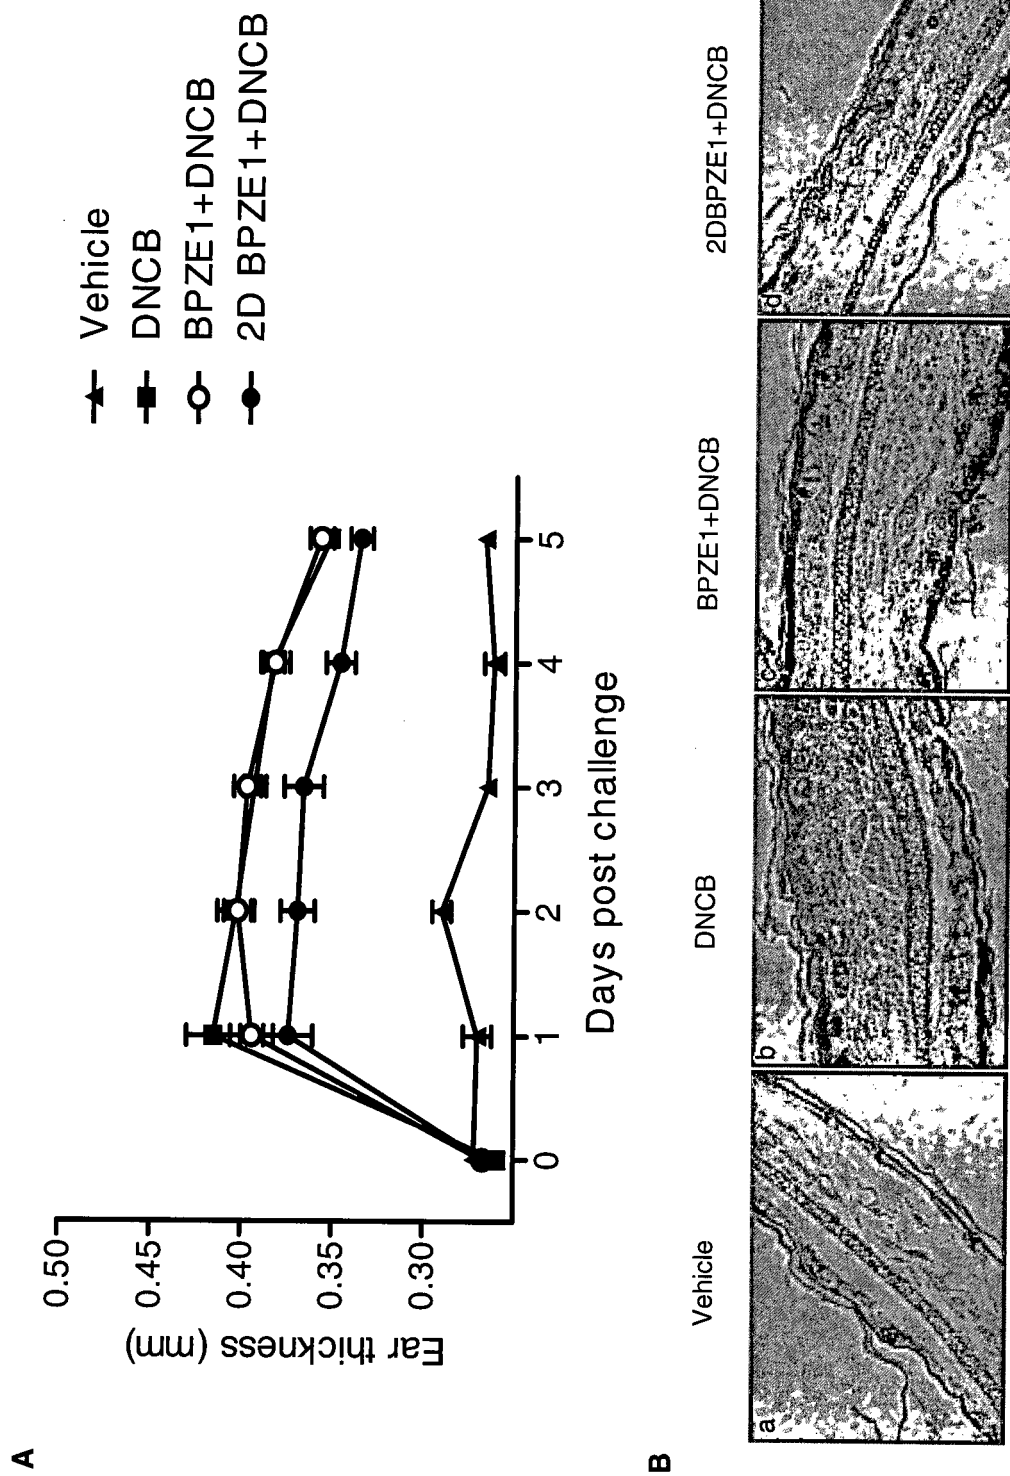 A
Vehicle
DNCB
BPZE1+DNCB
2D BPZE1+DNCB
0.50
0.45
0.40
0.35
0.30
Ear thickness (mm)
0
1
2
3
4
5
Days post challenge
B
Vehicle
DNCB
BPZE1+DNCB
2DBPZE1+DNCB
a
b
c
d